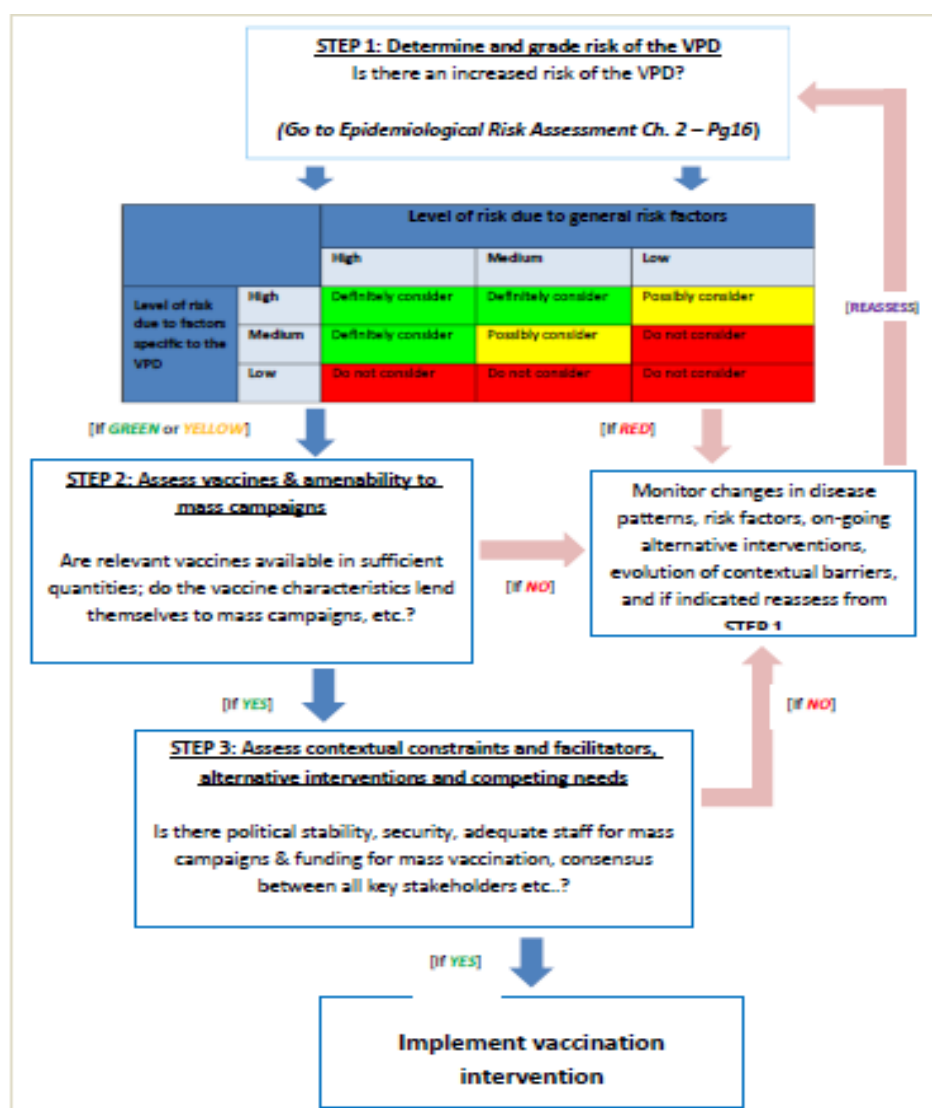 STEP 1: Determine and grade risk of the VPD
Is there an increased risk of the VPD?
(Go to Epidemiological Risk Assessment Ch. 2 – Pg16)
Level of risk due to general risk factors
High Medium Low
Level of risk due to factors specific to the VPD
High Definitely consider Definitely consider Possibly consider
Medium Definitely consider Possibly consider Do not consider
Low Do not consider Do not consider Do not consider
[REASSESS]
[If GREEN or YELLOW]
[If RED]
STEP 2: Assess vaccines & amenability to
mass campaigns
Are relevant vaccines available in sufficient
quantities; do the vaccine characteristics lend
themselves to mass campaigns, etc.?
[If NO]
Monitor changes in disease
patterns, risk factors, on-going
alternative interventions,
evolution of contextual barriers,
and if indicated reassess from
STEP 1
[If YES]
[If NO]
STEP 3: Assess contextual constraints and facilitators,
alternative interventions and competing needs
Is there political stability, security, adequate staff for mass
campaigns & funding for mass vaccination, consensus
between all key stakeholders etc..?
[If YES]
Implement vaccination
intervention